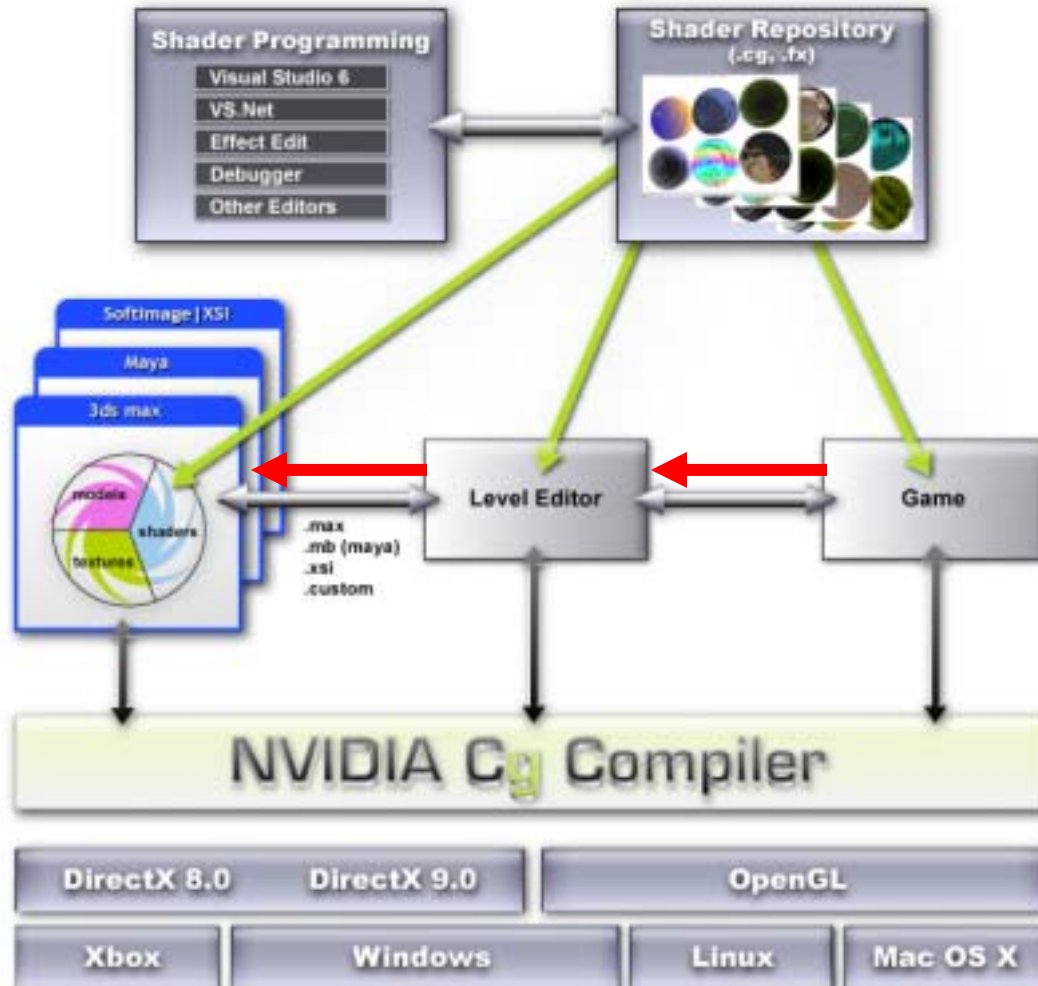 Shader Programming
Visual Studio 6
VS.Net
Effect Edit
Debugger
Other Editors
Shader Repository
(.cg, .fx)
Softimage|XSI
Maya
3ds max
models
shaders
textures
.max
.mb (maya)
.xsi
.custom
Level Editor
Game
NVIDIA Cg Compiler
DirectX 8.0
DirectX 9.0
OpenGL
Xbox
Windows
Linux
Mac OS X